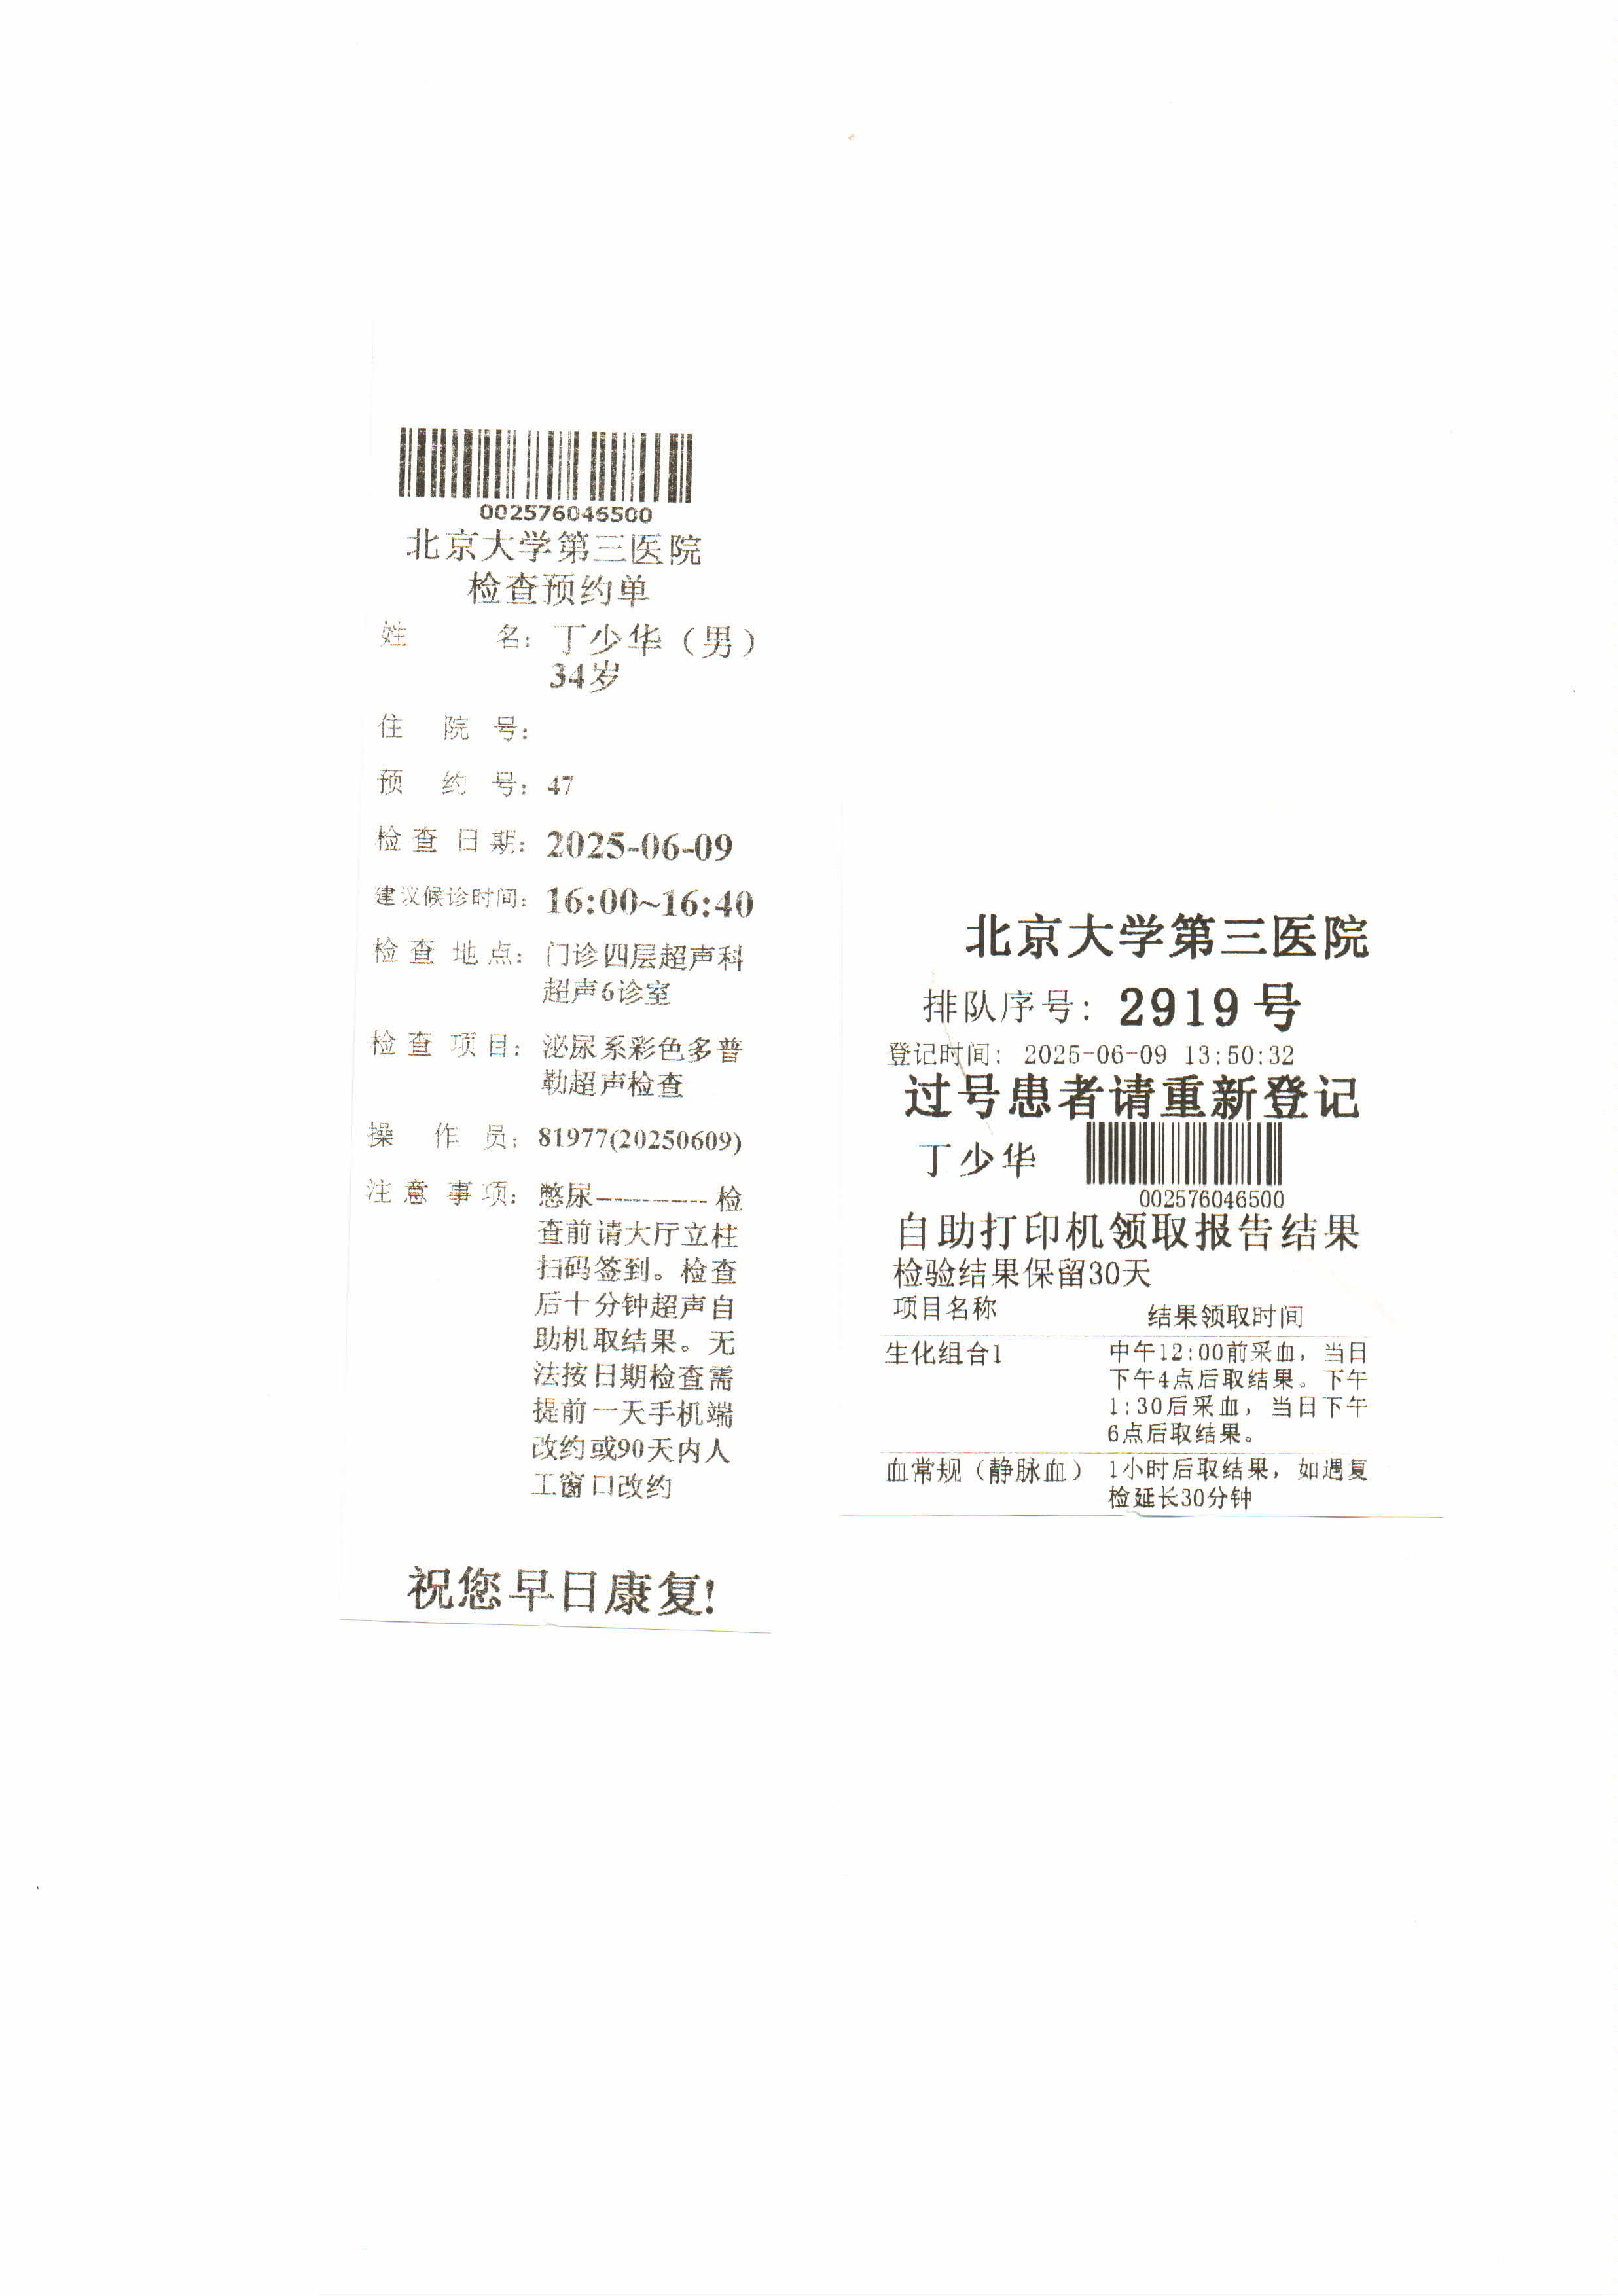 002576046500
北京大学第三医院
检查预约单
姓 名：丁少华（男）
34岁
住 院 号：
预 约 号：47
检查日期：2025-06-09
建议候诊时间：16:00~16:40
检查地点：门诊四层超声科
超声6诊室
检查项目：泌尿系彩色多普
勒超声检查
操 作 员：81977(20250609)
注意事项：憋尿---------检
查前请大厅立柱
扫码签到。检查
后十分钟超声自
助机取结果。无
法按日期检查需
提前一天手机端
改约或90天内人
工窗口改约
祝您早日康复!
北京大学第三医院
排队序号：2919号
登记时间：2025-06-09 13:50:32
过号患者请重新登记
丁少华
002576046500
自助打印机领取报告结果
检验结果保留30天
项目名称 结果领取时间
生化组合1 中午12:00前采血，当日
下午4点后取结果。下午
1:30后采血，当日下午
6点后取结果。
血常规（静脉血） 1小时后取结果，如遇复
检延长30分钟